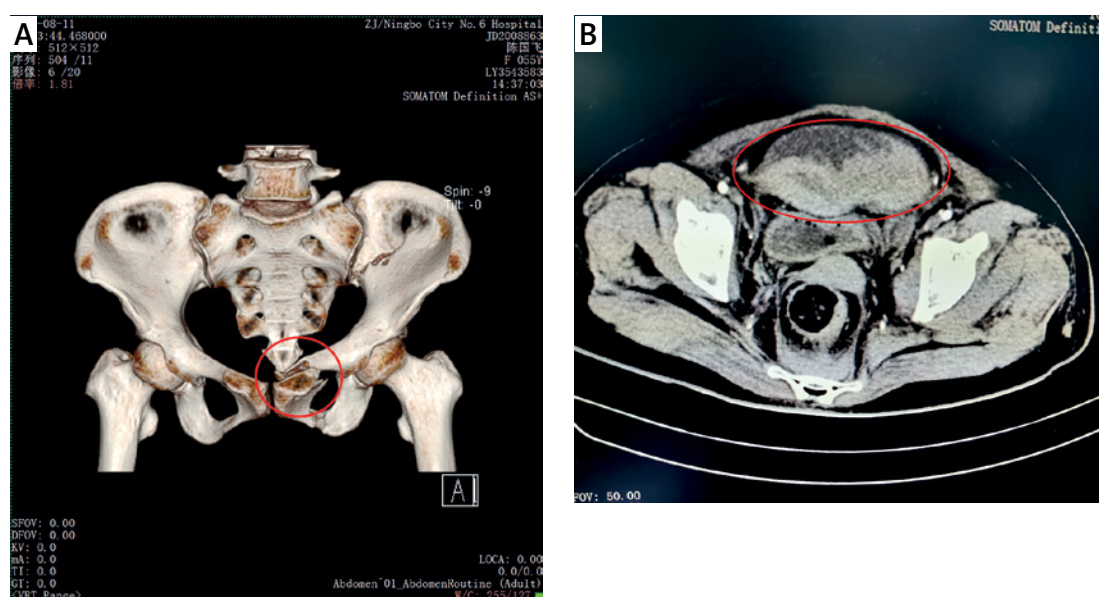 A
-08-11
3:44.468000
512×512
序列: 504 /11
影像: 6 /20
倍率: 1.81
ZJ/Ningbo City No.6 Hospital
JD2008863
陈国飞
F 055Y
LY3543583
14:37:03
SOMATOM Definition AS+
Spin: -9
Tilt: -0
A
SFOV: 0.00
DFOV: 0.00
KV: 0.0
mA: 0.0
TI: 0.0
GT: 0.0
<VRT Range>
LOCA: 0.00
0.0/0.0
Abdomen^01_AbdomenRoutine (Adult)
W/C: 255/127
B
SOMATOM Definiti
FOV: 50.00